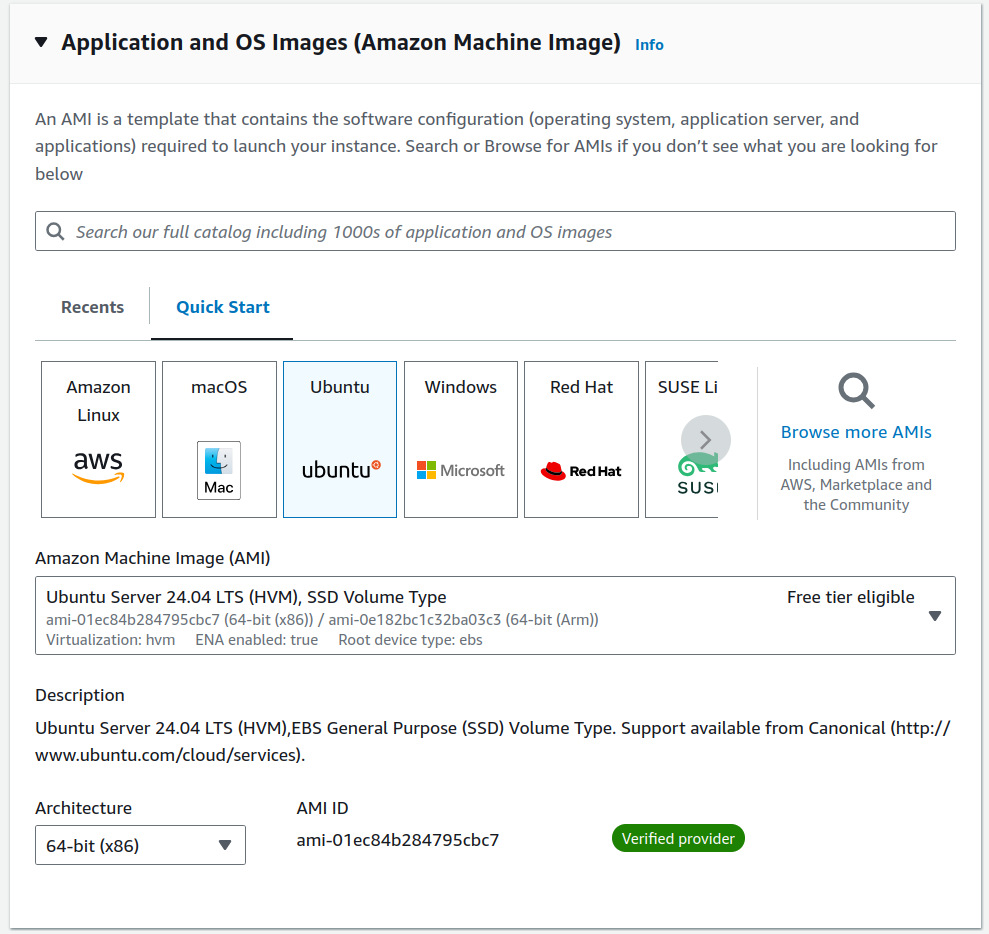 Application and OS Images (Amazon Machine Image) Info
An AMI is a template that contains the software configuration (operating system, application server, and
applications) required to launch your instance. Search or Browse for AMIs if you don’t see what you are looking for
below
Search our full catalog including 1000s of application and OS images
Recents
Quick Start
Amazon
Linux
aws
macOS
Mac
Ubuntu
ubuntu
Windows
Microsoft
Red Hat
Red Hat
SUSE Li
SUS
Browse more AMIs
Including AMIs from
AWS, Marketplace and
the Community
Amazon Machine Image (AMI)
Ubuntu Server 24.04 LTS (HVM), SSD Volume Type
Free tier eligible
ami-01ec84b284795cbc7 (64-bit (x86)) / ami-0e182bc1c32ba03c3 (64-bit (Arm))
Virtualization: hvm ENA enabled: true Root device type: ebs
Description
Ubuntu Server 24.04 LTS (HVM),EBS General Purpose (SSD) Volume Type. Support available from Canonical (http://
www.ubuntu.com/cloud/services).
Architecture
64-bit (x86)
AMI ID
ami-01ec84b284795cbc7
Verified provider